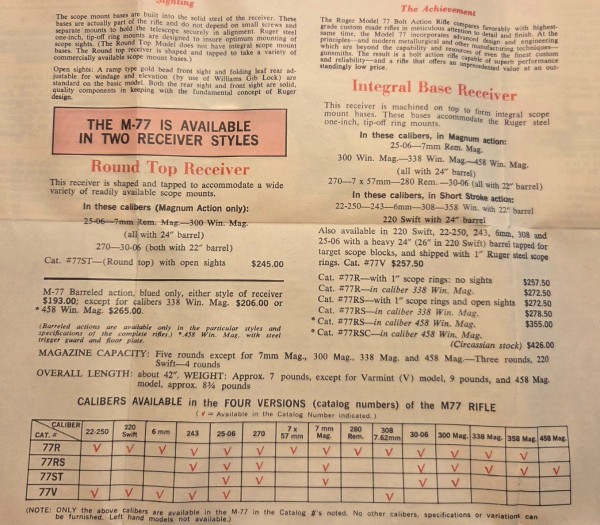 Sighting
The scope mount bases are built into the solid steel of the receiver. These
bases are actually part of the rifle and do not depend on small screws and
separate mounts to hold the telescope securely in alignment. Ruger steel
one-inch, tip-off ring mounts are designed to insure optimum mounting of
scope sights. (The Round Top Model does not have integral scope mount
bases. The Round top receiver is shaped and tapped to take a variety of
commercially available scope mount bases.)
Open sights: A ramp type gold bead front sight and folding leaf rear ad-
justable for windage and elevation (by use of Williams Gib Lock) are
standard on the basic model. Both the rear sight and front sight are solid,
quality components in keeping with the fundamental concept of Ruger
design.
THE M-77 IS AVAILABLE
IN TWO RECEIVER STYLES
Round Top Receiver
This receiver is shaped and tapped to accommodate a wide
variety of readily available scope mounts.
In these calibers (Magnum Action only):
25-06—7mm Rem. Mag.—300 Win. Mag.
(all with 24" barrel)
270—30-06 (both with 22" barrel)
Cat. #77ST—(Round top) with open sights $245.00
M-77 Barreled action, blued only, either style of receiver
$193.00; except for calibers 338 Win. Mag. $206.00 or
*458 Win. Mag. $265.00.
(Barreled actions are available only in the particular styles and
specifications of the complete rifles.) *.458 Win. Mag. with steel
trigger guard and floor plate.
The Achievement
The Ruger Model 77 Bolt Action Rifle compares favorably with highest-
grade custom made rifles in meticulous attention to detail and finish. At the
same time, the Model 77 incorporates advanced design and engineering
principles—and modern metallurgical and other manufacturing techniques—
which are beyond the capability and resources of even the finest custom
gunsmiths. The result is a bolt action rifle capable of superb performance
and reliability—and a rifle that offers an unprecedented value at an out-
standingly low price.
Integral Base Receiver
This receiver is machined on top to form integral scope
mount bases. These bases accommodate the Ruger steel
one-inch, tip-off ring mounts.
In these calibers, in Magnum action:
25-06—7mm Rem. Mag.
300 Win. Mag.—338 Win. Mag.—458 Win. Mag.
(all with 24" barrel)
270—7 x 57mm—280 Rem.—30-06 (all with 22" barrel)
In these calibers, in Short Stroke action:
22-250—243—6mm—308—358 Win. with 22" barrel
220 Swift with 24" barrel
Also available in 220 Swift, 22-250, 243, 6mm, 308 and
25-06 with a heavy 24" (26" in 220 Swift) barrel tapped for
target scope blocks, and shipped with 1" Ruger steel scope
rings. Cat. #77V $257.50
Cat. #77R—with 1" scope rings: no sights $257.50
Cat. #77R—in caliber 338 Win. Mag. $272.50
Cat. #77RS—with 1" scope rings and open sights $272.50
Cat. #77RS—in caliber 338 Win. Mag. $278.50
*Cat. #77RS—in caliber 458 Win. Mag. $355.00
*Cat. #77RSC—in caliber 458 Win. Mag.
(Circassian stock) $426.00
MAGAZINE CAPACITY: Five rounds except for 7mm Mag., 300 Mag., 338 Mag. and 458 Mag.—Three rounds, 220
Swift—4 rounds
OVERALL LENGTH: about 42". WEIGHT: Approx. 7 pounds, except for Varmint (V) model, 9 pounds, and 458 Mag.
model, approx. 8¾ pounds
CALIBERS AVAILABLE in the FOUR VERSIONS (catalog numbers) of the M77 RIFLE
(√ = Available in the Catalog Number indicated.)
CALIBER CAT. # 22-250 220 Swift 6 mm 243 25-06 270 7 x 57 mm 7 mm Mag. 280 Rem. 308 7.62mm 30-06 300 Mag. 338 Mag. 358 Mag. 458 Mag.
77R √ √ √ √ √ √ √ √ √ √ √ √ √ √
77RS √ √ √ √ √ √ √ √ √ √
77ST √ √ √ √ √
77V √ √ √ √ √ √
(NOTE: ONLY the above calibers are available in the M-77 in the Catalog #'s noted. No other calibers, specifications or variations can
be furnished. Left hand models not available.)